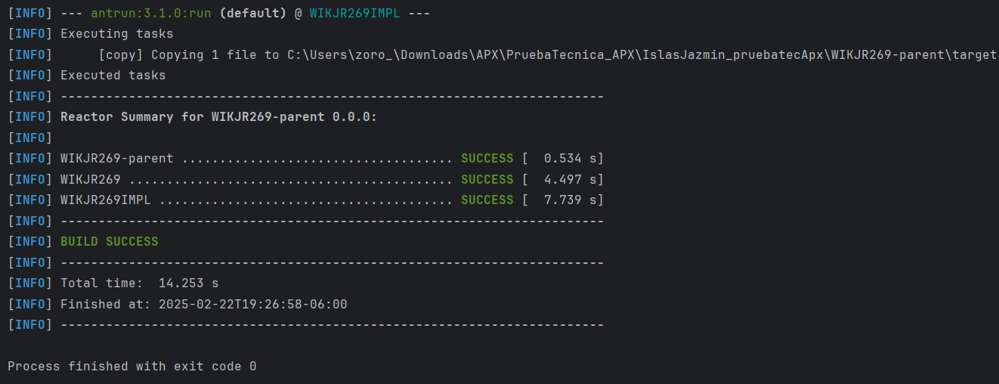 [INFO] --- antrun:3.1.0:run (default) @ WIKJR269IMPL ---
[INFO] Executing tasks
[INFO]      [copy] Copying 1 file to C:\Users\zoro_\Downloads\APX\PruebaTecnica_APX\IslasJazmin_pruebatecApx\WIKJR269-parent\target
[INFO] Executed tasks
[INFO] ------------------------------------------------------------------------
[INFO] Reactor Summary for WIKJR269-parent 0.0.0:
[INFO]
[INFO] WIKJR269-parent .................................... SUCCESS [  0.534 s]
[INFO] WIKJR269 ........................................... SUCCESS [  4.497 s]
[INFO] WIKJR269IMPL ....................................... SUCCESS [  7.739 s]
[INFO] ------------------------------------------------------------------------
[INFO] BUILD SUCCESS
[INFO] ------------------------------------------------------------------------
[INFO] Total time:  14.253 s
[INFO] Finished at: 2025-02-22T19:26:58-06:00
[INFO] ------------------------------------------------------------------------
Process finished with exit code 0